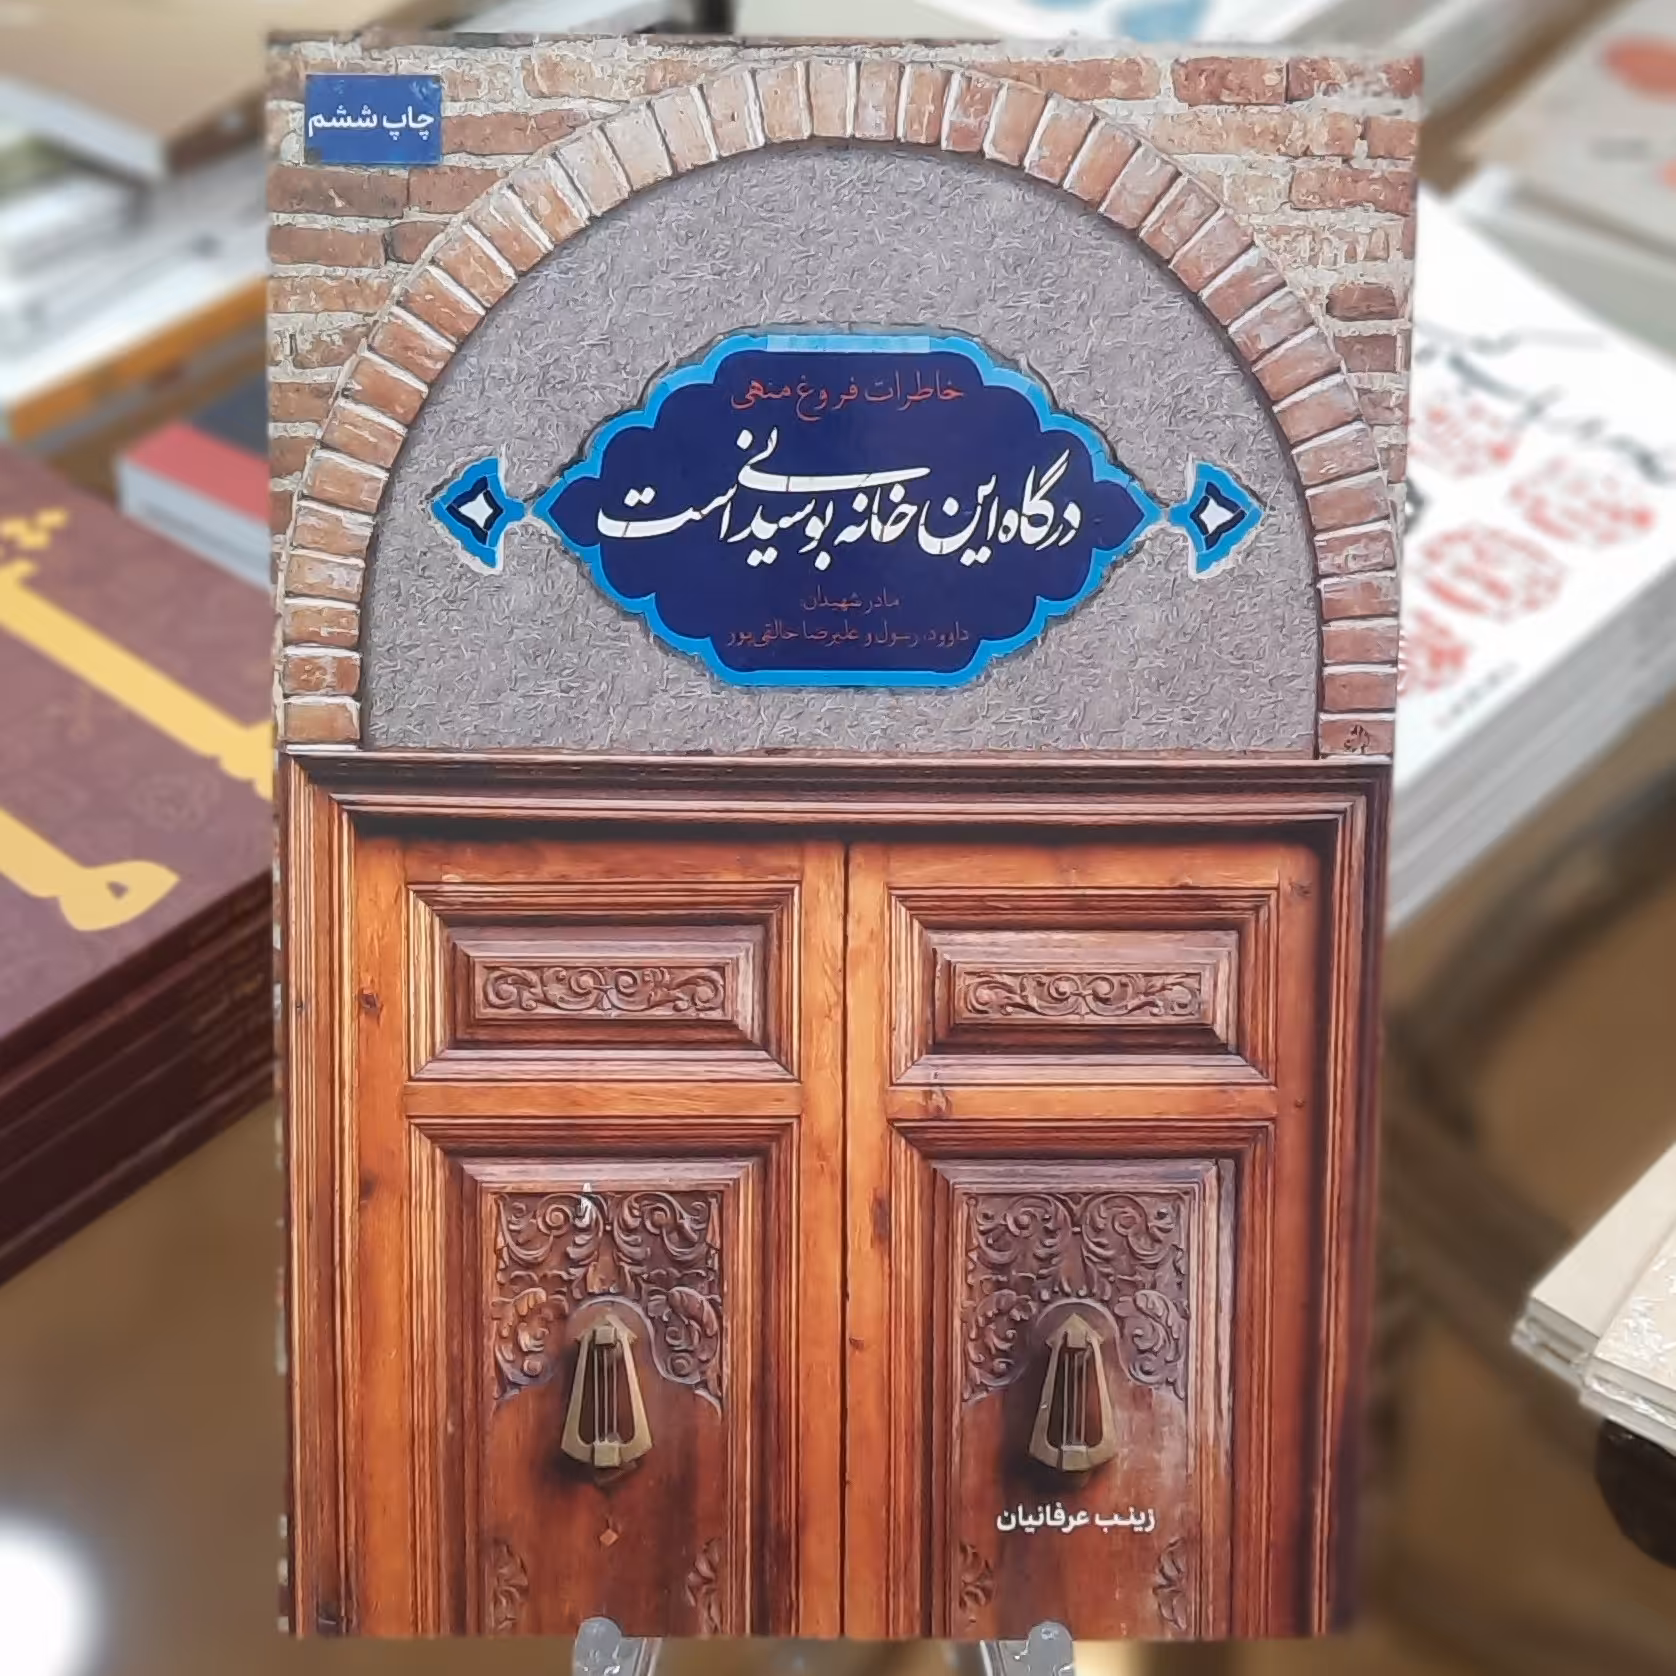 چاپ ششم
خاطرات فروغ منهی
درگاه این خانه بوسیدنی است
مادر شهیدان:
داوود، رسول و علیرضا خالقی‌پور
زینب عرفانیان